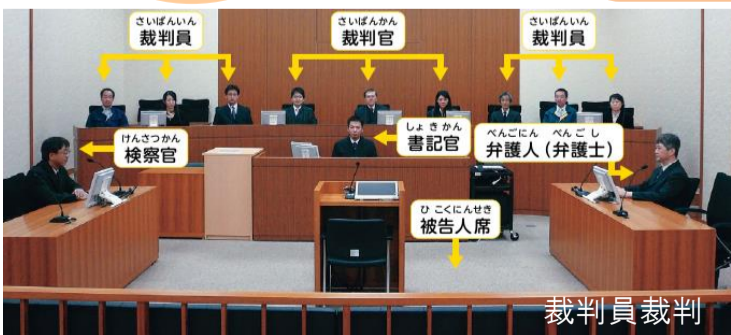 さいばんいん
裁判員
さいばんかん
裁判官
さいばんいん
裁判員
けんさつかん
検察官
しょきかん
書記官
べんごにん べんごし
弁護人(弁護士)
ひこくにんせき
被告人席
裁判員裁判